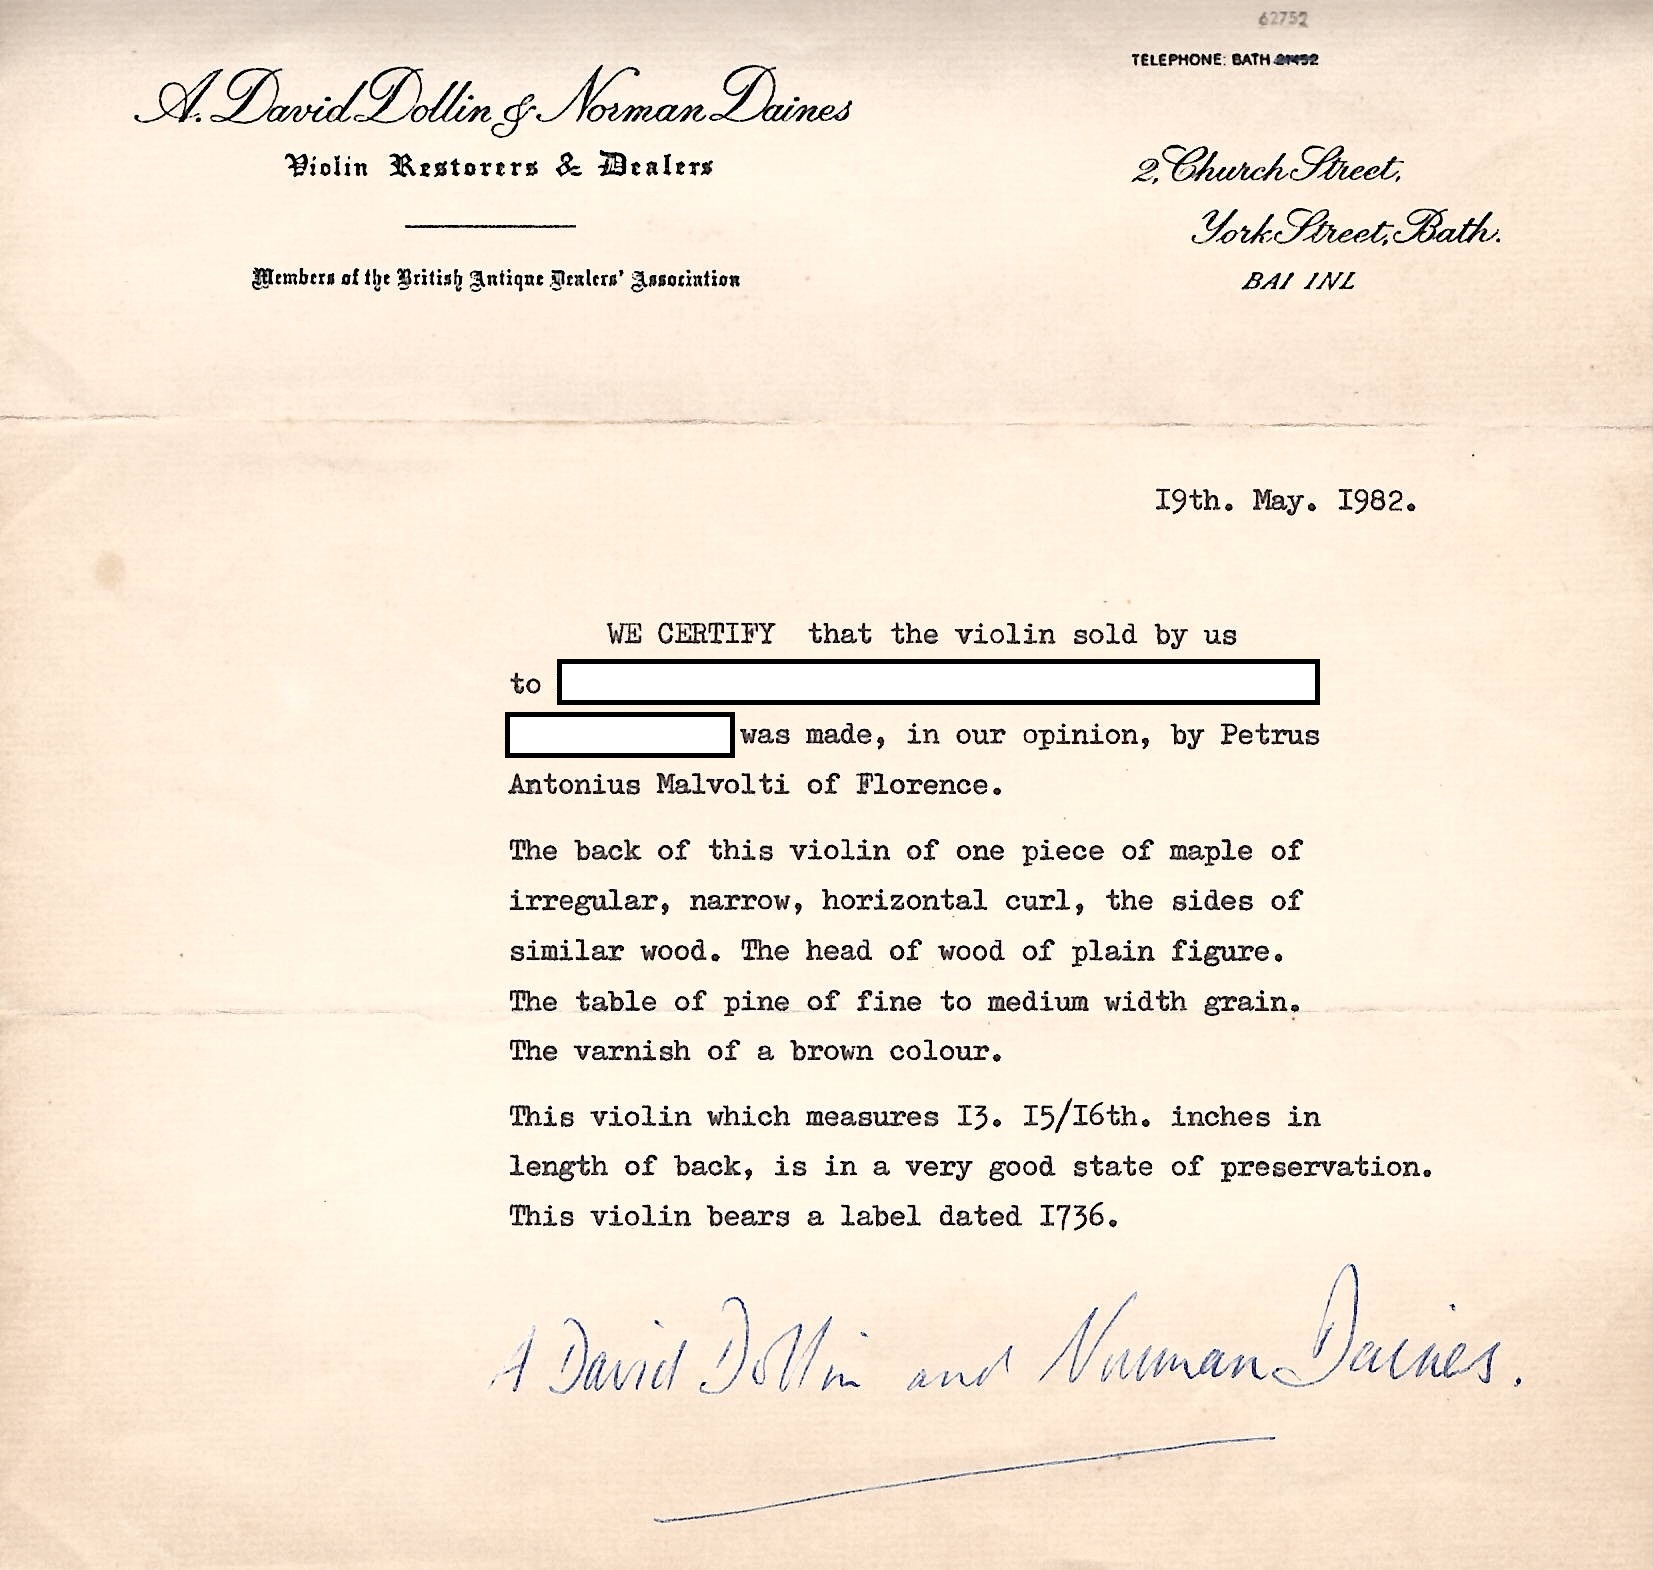 62752
TELEPHONE: BATH
A. David Dollin & Norman Daines
Violin Restorers & Dealers
Members of the British Antique Dealers' Association
2, Church Street,
York Street, Bath.
BA1 1NL
I9th. May. I982.
WE CERTIFY that the violin sold by us
to
was made, in our opinion, by Petrus
Antonius Malvolti of Florence.
The back of this violin of one piece of maple of
irregular, narrow, horizontal curl, the sides of
similar wood. The head of wood of plain figure.
The table of pine of fine to medium width grain.
The varnish of a brown colour.
This violin which measures I3. I5/I6th. inches in
length of back, is in a very good state of preservation.
This violin bears a label dated I736.
A David Dollin and Norman Daines.